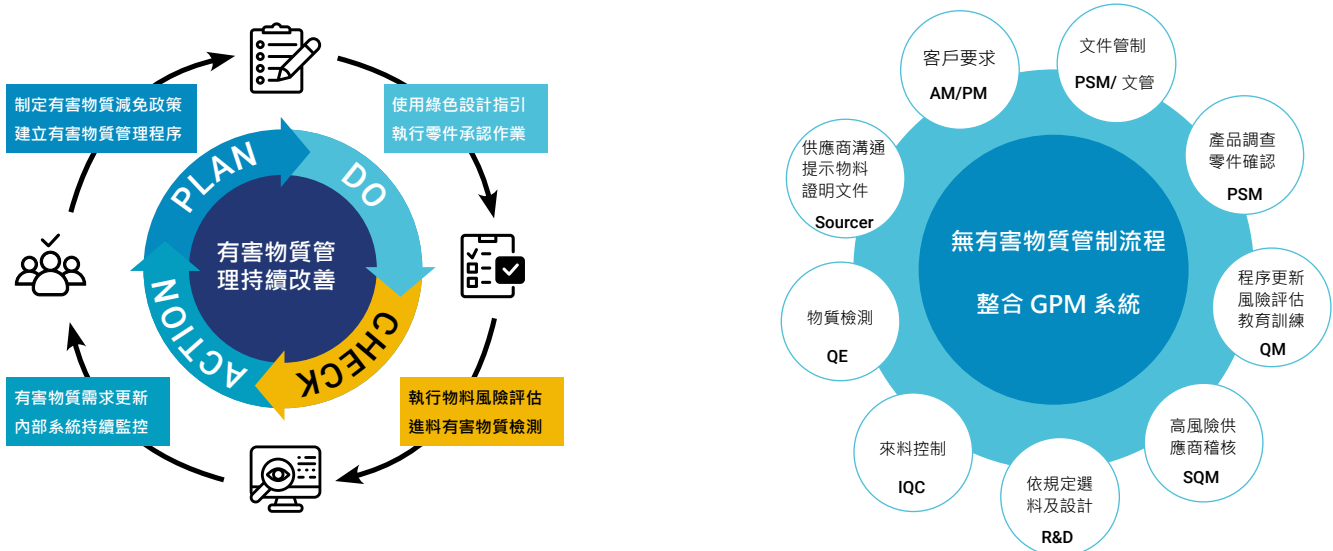 制定有害物質減免政策
建立有害物質管理程序
使用綠色設計指引
執行零件承認作業
PLAN
DO
有害物質管
理持續改善
ACTION
CHECK
有害物質需求更新
內部系統持續監控
執行物料風險評估
進料有害物質檢測
客戶要求
AM/PM
文件管制
PSM/ 文管
供應商溝通
提示物料
證明文件
Sourcer
產品調查
零件確認
PSM
無有害物質管制流程
整合 GPM 系統
物質檢測
QE
程序更新
風險評估
教育訓練
QM
來料控制
IQC
依規定選
料及設計
R&D
高風險供
應商稽核
SQM